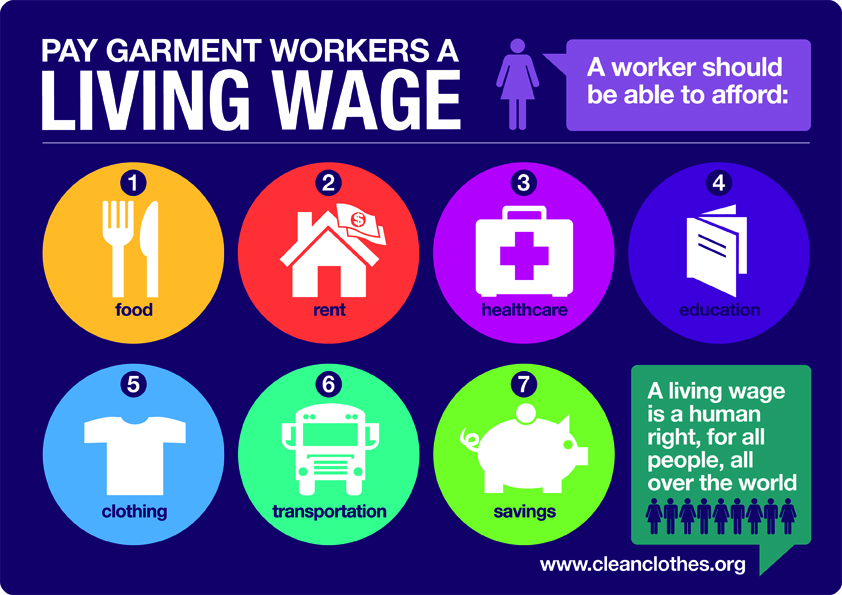 PAY GARMENT WORKERS A
LIVING WAGE
A worker should
be able to afford:
1
2
3
4
$
food
rent
healthcare
education
5
6
7
A living wage
is a human
right, for all
people, all
over the world
clothing
transportation
savings
www.cleanclothes.org